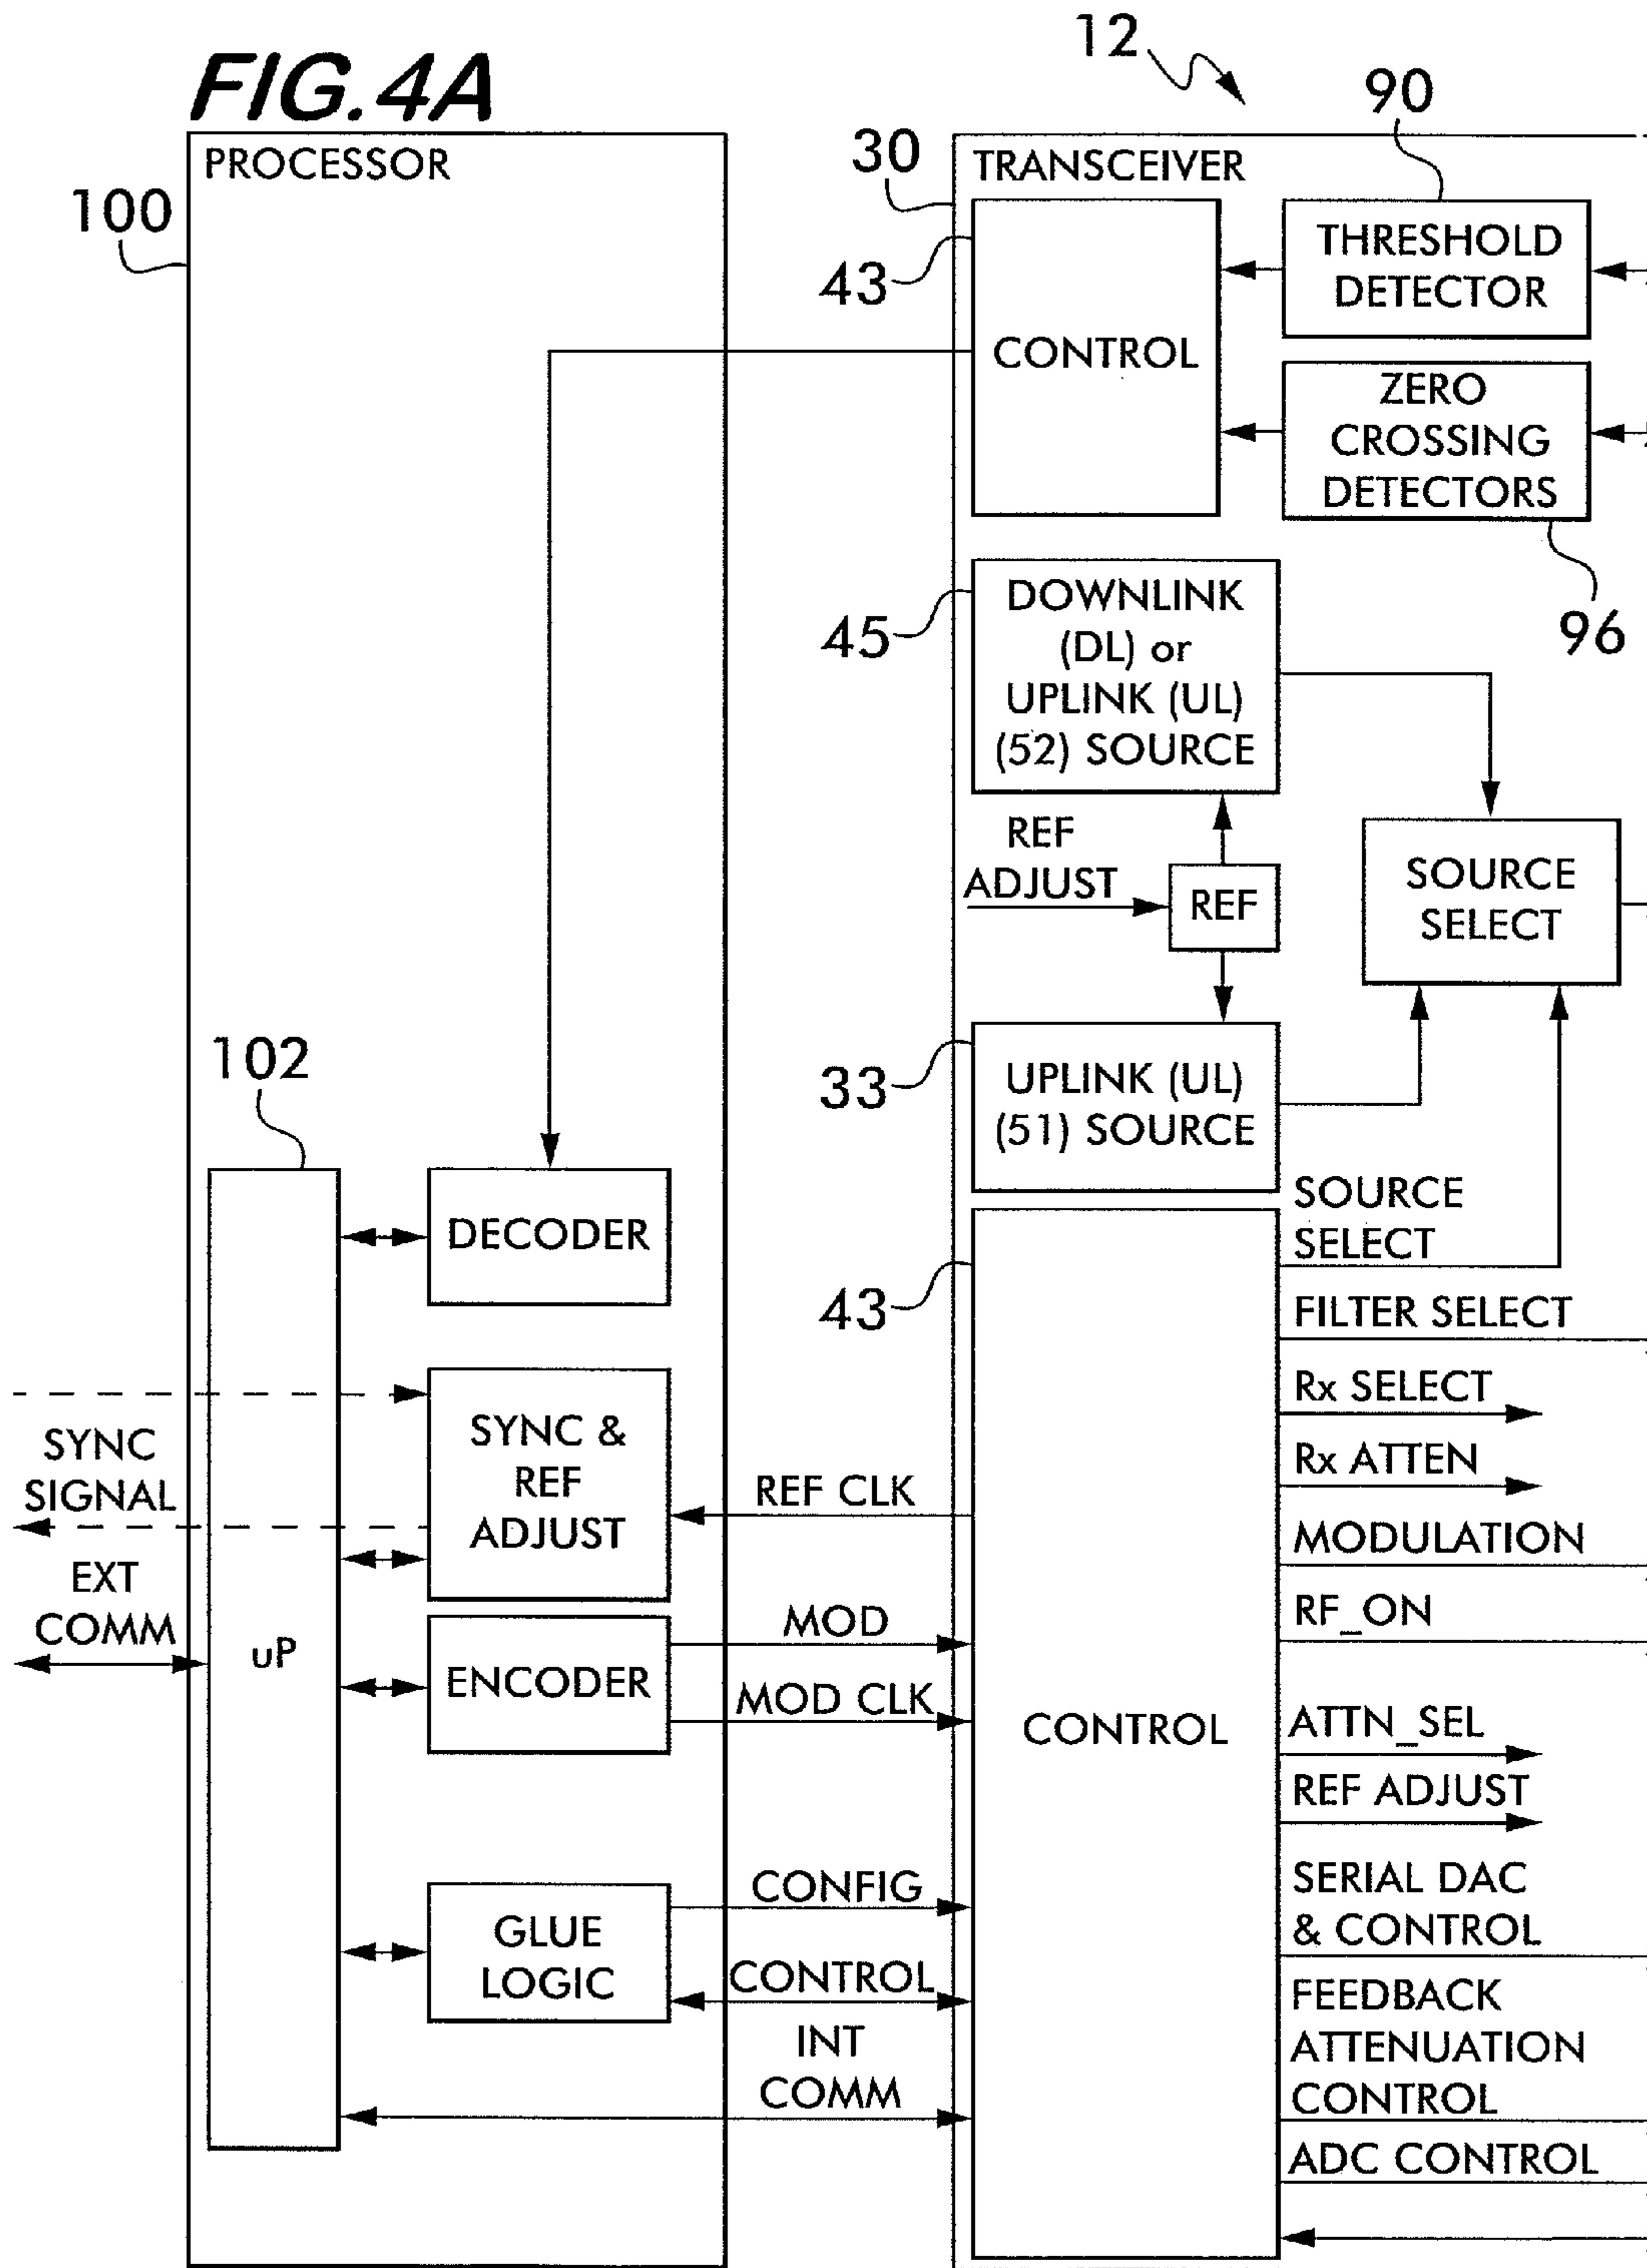 FIG.4A
12
90
PROCESSOR
30
TRANSCEIVER
100
43
THRESHOLD
DETECTOR
CONTROL
ZERO
CROSSING
DETECTORS
96
45
DOWNLINK
(DL) or
UPLINK (UL)
(52) SOURCE
REF
ADJUST
REF
SOURCE
SELECT
102
33
UPLINK (UL)
(51) SOURCE
SOURCE
SELECT
DECODER
43
FILTER SELECT
Rx SELECT
Rx ATTEN
MODULATION
RF_ON
SYNC
SIGNAL
SYNC &
REF
ADJUST
REF CLK
EXT
COMM
uP
ENCODER
MOD
MOD CLK
CONTROL
ATTN_SEL
REF ADJUST
SERIAL DAC
& CONTROL
GLUE
LOGIC
CONFIG
CONTROL
INT
COMM
FEEDBACK
ATTENUATION
CONTROL
ADC CONTROL